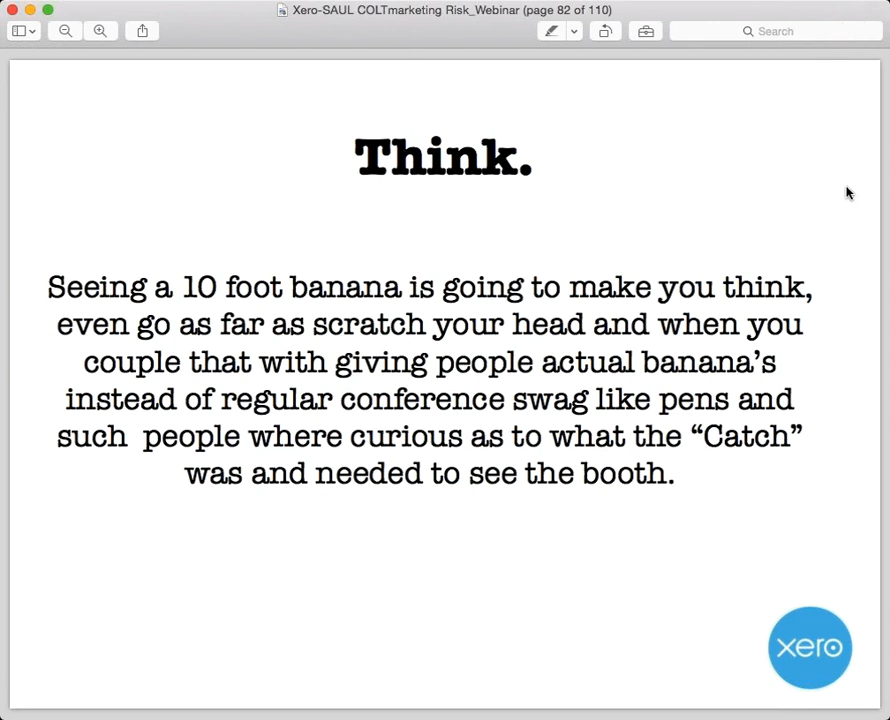 Xero-SAUL COLTmarketing Risk_Webinar (page 82 of 110)
Search
Think.
Seeing a 10 foot banana is going to make you think,
even go as far as scratch your head and when you
couple that with giving people actual banana's
instead of regular conference swag like pens and
such  people where curious as to what the “Catch”
was and needed to see the booth.
xero